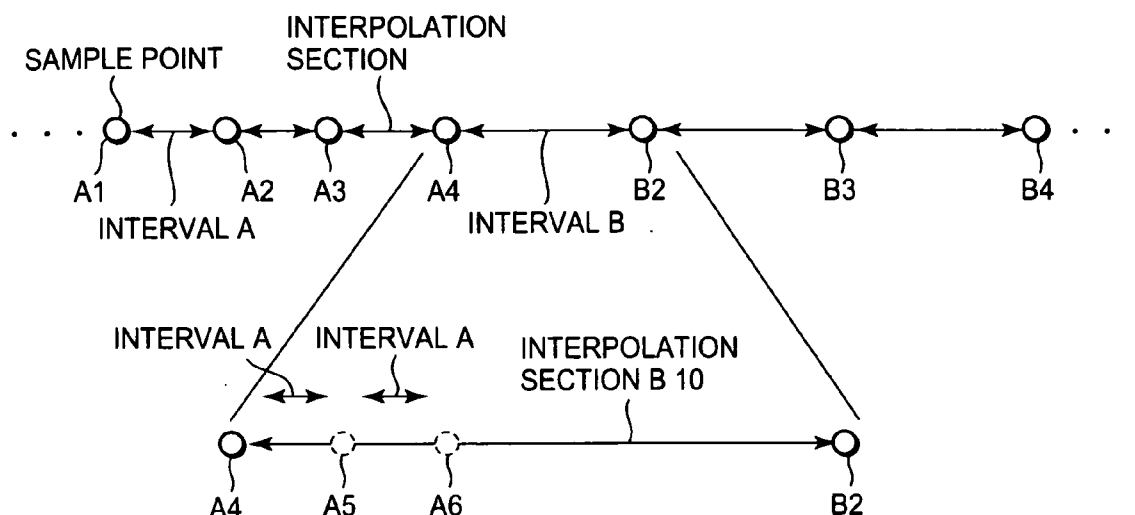 INTERPOLATION
SECTION
SAMPLE POINT
A1
A2
A3
A4
B2
B3
B4
INTERVAL A
INTERVAL B
INTERVAL A
INTERVAL A
INTERPOLATION
SECTION B 10
A4
A5
A6
B2